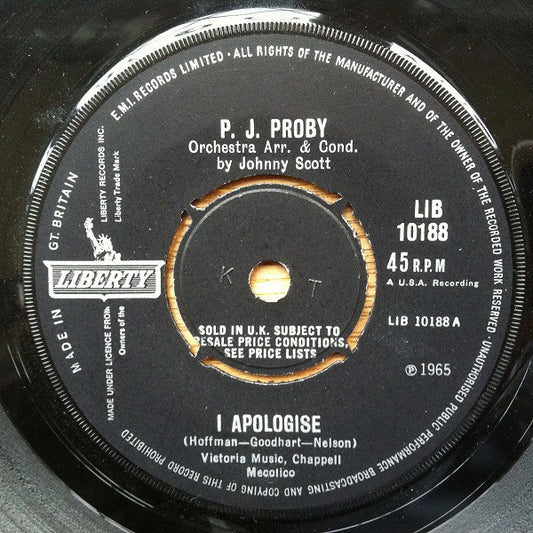 E.M.I. RECORDS LIMITED · ALL RIGHTS OF THE MANUFACTURER AND OF THE OWNER OF THE RECORDED WORK RESERVED · UNAUTHORISED PUBLIC PERFORMANCE BROADCASTING AND COPYING OF THIS RECORD PROHIBITED
MADE IN GT. BRITAIN
P. J. PROBY
Orchestra Arr. & Cond.
by Johnny Scott
LIBERTY RECORDS INC.
Liberty Trade Mark
LIBERTY
MADE UNDER LICENCE FROM
Owners of the
LIB
10188
45 R.P.M
A U.S.A. Recording
LIB 10188 A
℗ 1965
K T
SOLD IN U.K. SUBJECT TO
RESALE PRICE CONDITIONS,
SEE PRICE LISTS
I APOLOGISE
(Hoffman—Goodhart—Nelson)
Victoria Music, Chappell
Mecolico